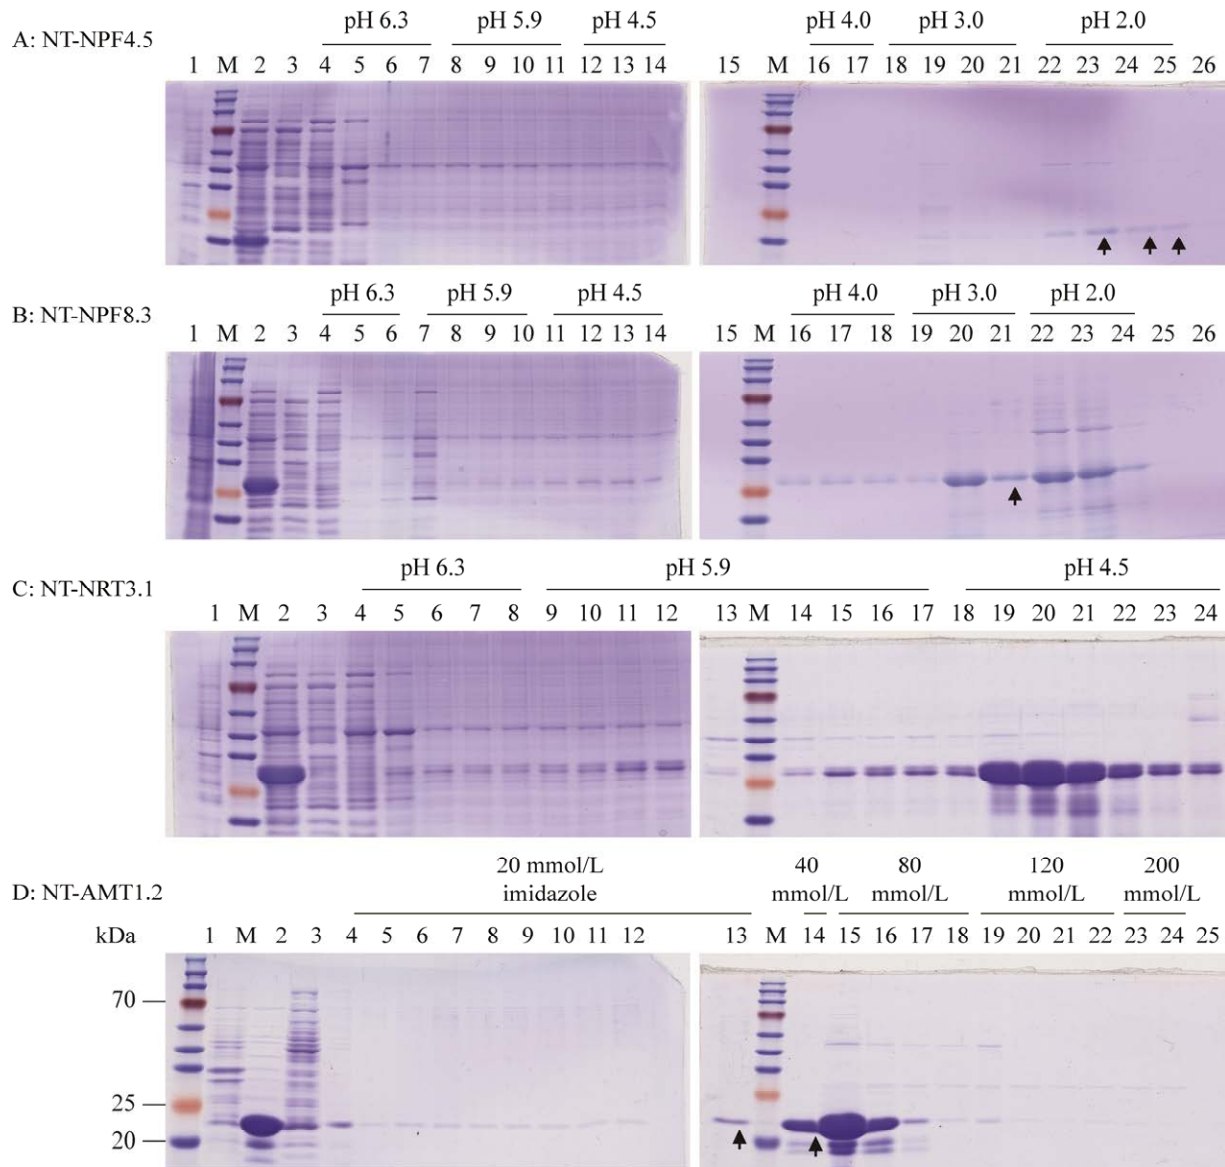 pH 6.3 pH 5.9 pH 4.5 pH 4.0 pH 3.0 pH 2.0
A: NT-NPF4.5
1 M 2 3 4 5 6 7 8 9 10 11 12 13 14 15 M 16 17 18 19 20 21 22 23 24 25 26
pH 6.3 pH 5.9 pH 4.5 pH 4.0 pH 3.0 pH 2.0
B: NT-NPF8.3
1 M 2 3 4 5 6 7 8 9 10 11 12 13 14 15 M 16 17 18 19 20 21 22 23 24 25 26
pH 6.3 pH 5.9 pH 4.5
C: NT-NRT3.1
1 M 2 3 4 5 6 7 8 9 10 11 12 13 M 14 15 16 17 18 19 20 21 22 23 24
20 mmol/L 40 80 120 200
D: NT-AMT1.2 imidazole mmol/L mmol/L mmol/L mmol/L
kDa 1 M 2 3 4 5 6 7 8 9 10 11 12 13 M 14 15 16 17 18 19 20 21 22 23 24 25
70
25
20